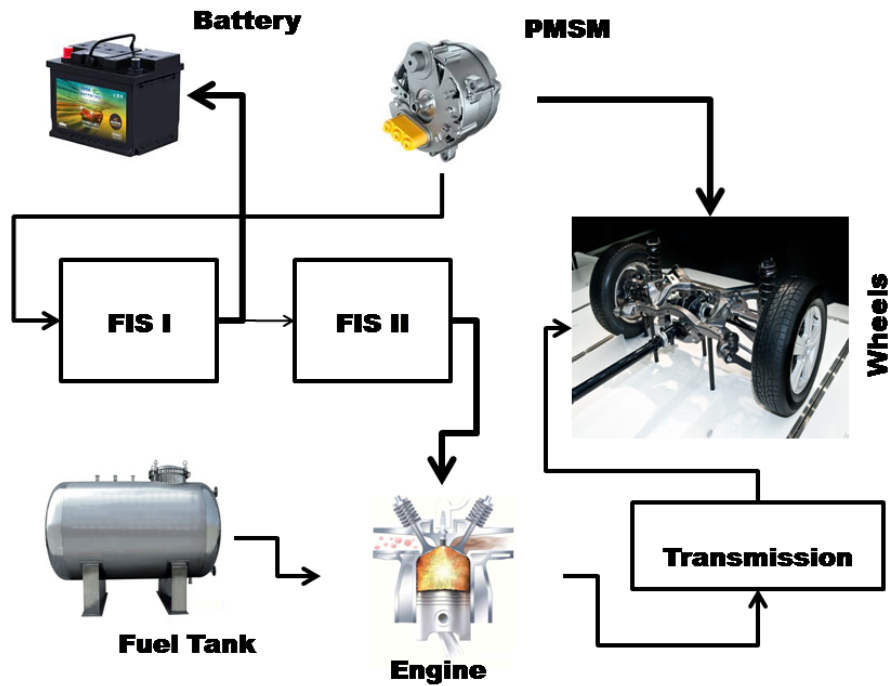 Battery
PMSM
FIS I
FIS II
Wheels
Transmission
Fuel Tank
Engine